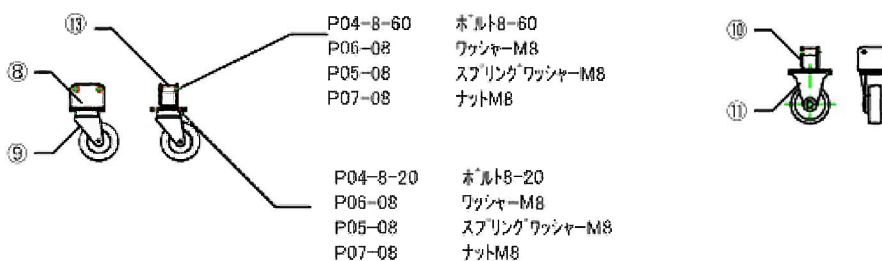 ⑬
P04-8-60 ボルト8-60
P06-08 ワッシャーM8
P05-08 スプリングワッシャーM8
P07-08 ナットM8
⑧
⑨
P04-8-20 ボルト8-20
P06-08 ワッシャーM8
P05-08 スプリングワッシャーM8
P07-08 ナットM8
⑩
⑪